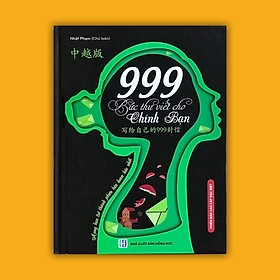 Nhật Phạm (Chủ biên)
中越版
999
Bức thư viết cho
Chính Bạn
写给自己的999封信
NHÀ XUẤT BẢN HỒNG ĐỨC